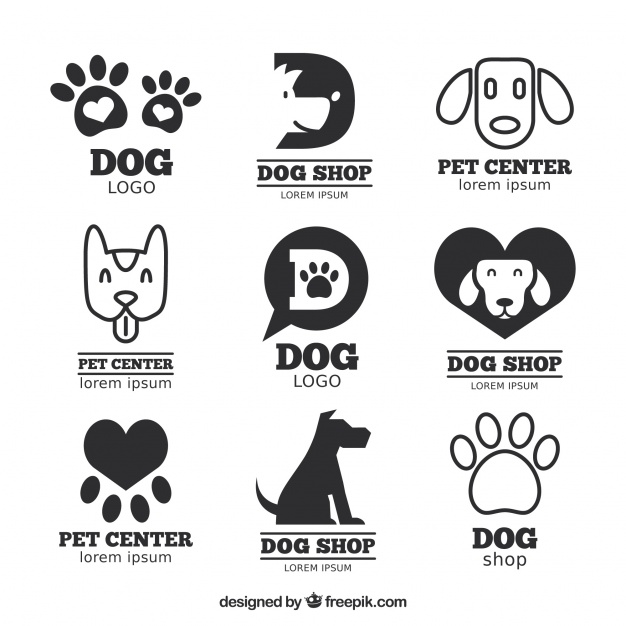 DOG
LOGO
DOG SHOP
LOREM IPSUM
PET CENTER
lorem ipsum
PET CENTER
lorem ipsum
D
DOG
LOGO
DOG SHOP
LOREM IPSUM
PET CENTER
lorem ipsum
DOG SHOP
LOREM IPSUM
DOG
shop
designed by freepik.com